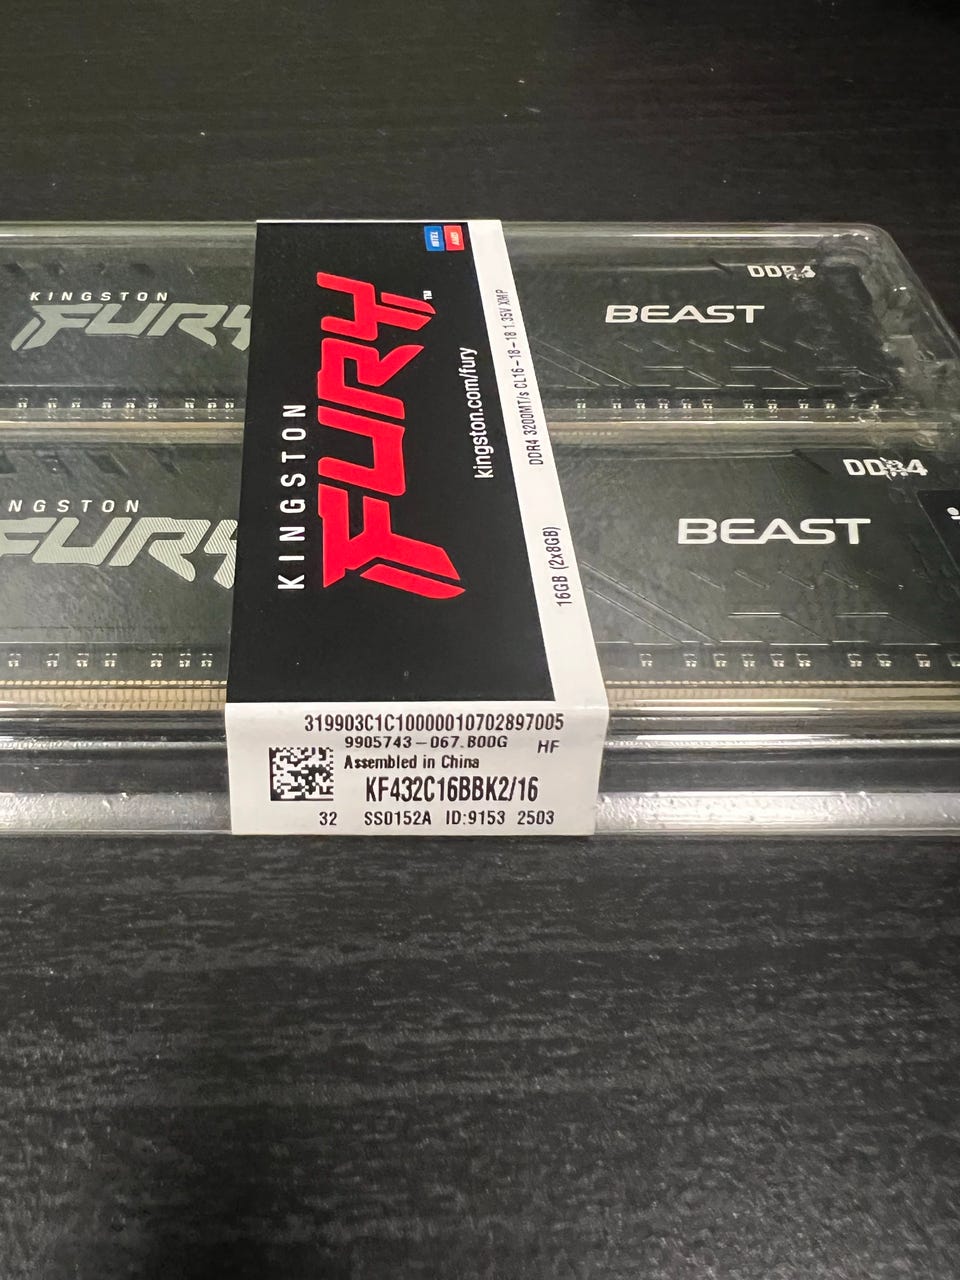 KINGSTON
FURY
DDR4
BEAST
INTEL
AMD
KINGSTON
FURY™
kingston.com/fury
16GB (2x8GB)
DDR4 3200MT/s CL16-18-18 1.35V XMP
NGSTON
FURY
DDR4
BEAST
319903C1C10000010702897005
9905743-067.B00G HF
Assembled in China
KF432C16BBK2/16
32 SS0152A ID:9153 2503